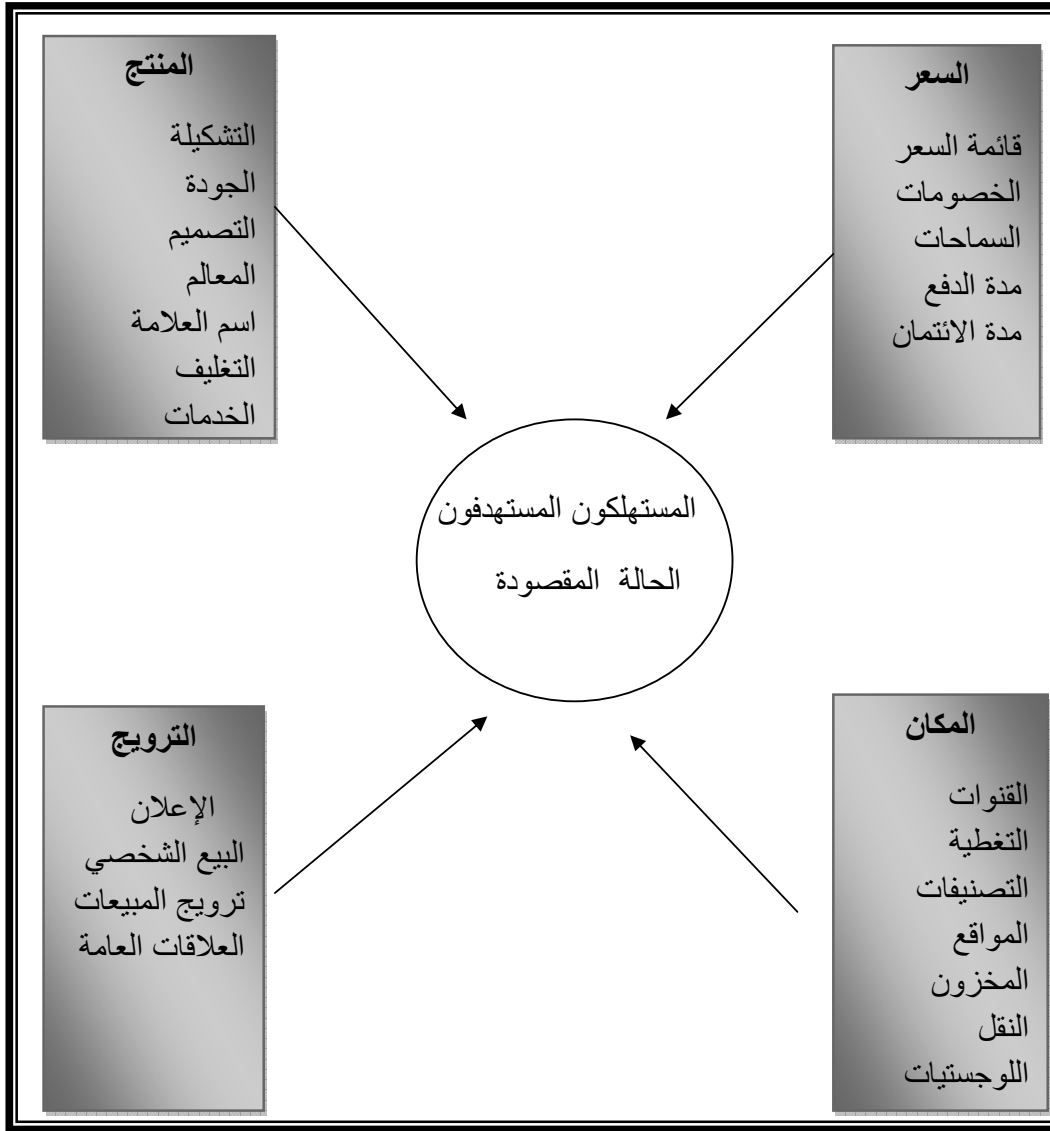 السعر
قائمة السعر
الخصومات
السماحات
مدة الدفع
مدة الائتمان
المنتج
التشكيلة
الجودة
التصميم
المعالم
اسم العلامة
التغليف
الخدمات
المستهلكون المستهدفون
الحالة المقصودة
المكان
القنوات
التغطية
التصنيفات
المواقع
المخزون
النقل
اللوجستيات
الترويج
الإعلان
البيع الشخصي
ترويج المبيعات
العلاقات العامة